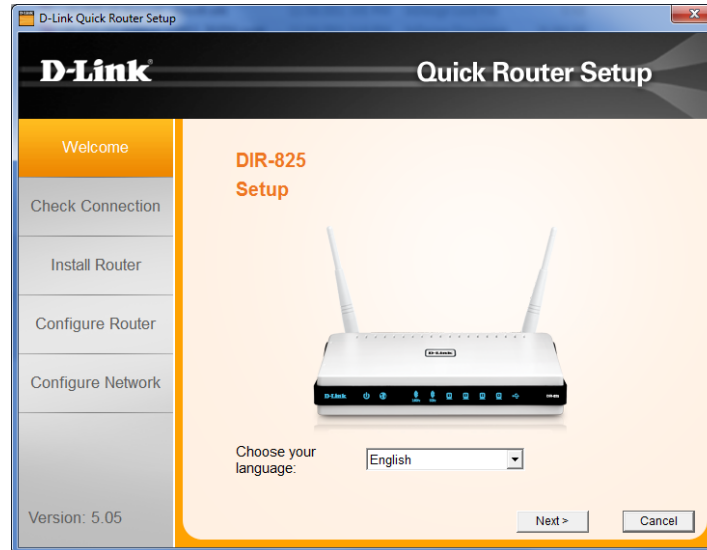 D-Link Quick Router Setup
D-Link
Quick Router Setup
Welcome
Check Connection
Install Router
Configure Router
Configure Network
Version: 5.05
DIR-825
Setup
D-Link
D-Link
Choose your
language:
English
Next >
Cancel